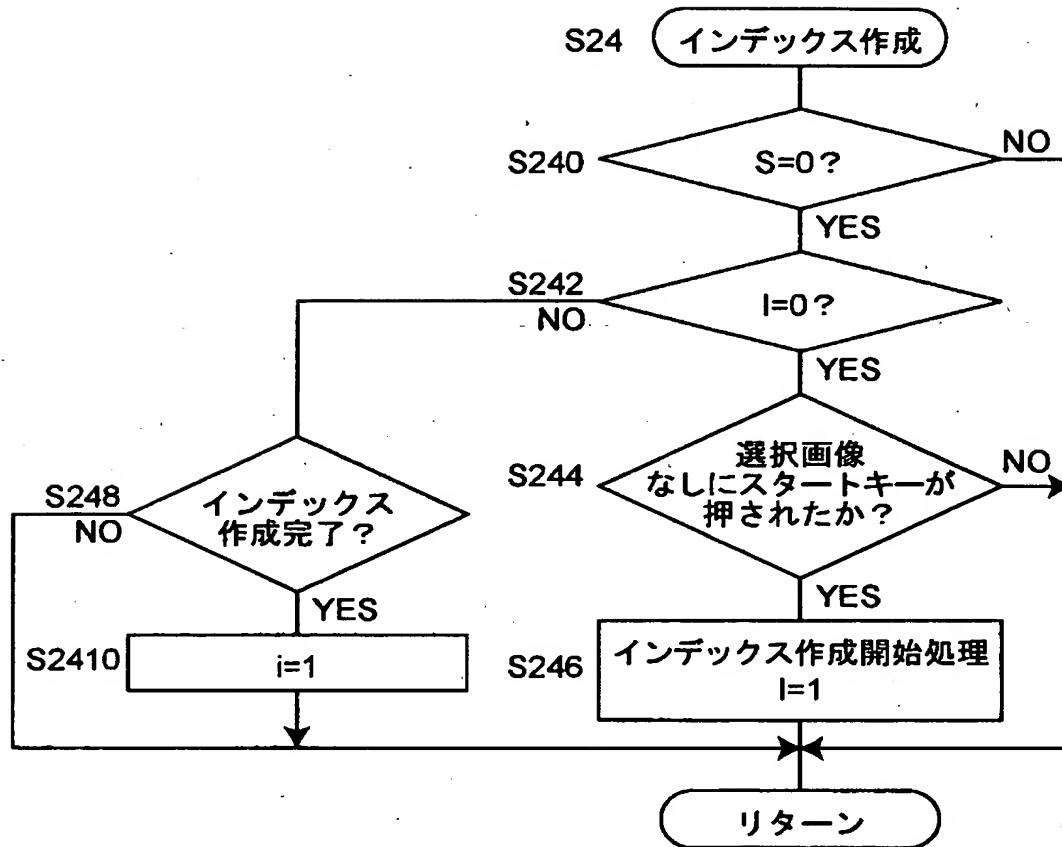 S24
インデックス作成
S240
S=0?
NO
YES
S242
NO
I=0?
YES
S244
選択画像
なしにスタートキーが
押されたか?
NO
YES
S248
NO
インデックス
作成完了?
YES
S2410
i=1
S246
インデックス作成開始処理
I=1
リターン